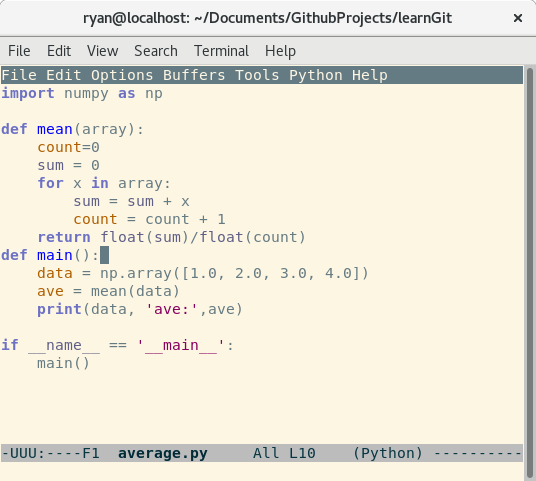 ryan@localhost: ~/Documents/GithubProjects/learnGit
×
File Edit View Search Terminal Help
File Edit Options Buffers Tools Python Help
import numpy as np

def mean(array):
    count=0
    sum = 0
    for x in array:
        sum = sum + x
        count = count + 1
    return float(sum)/float(count)
def main():
    data = np.array([1.0, 2.0, 3.0, 4.0])
    ave = mean(data)
    print(data, 'ave:',ave)

if __name__ == '__main__':
    main()
-UUU:----F1  average.py     All L10    (Python) ----------